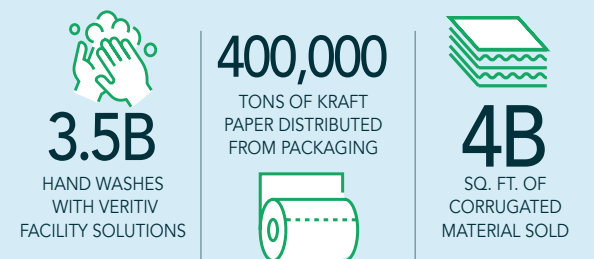 3.5B
HAND WASHES
WITH VERITIV
FACILITY SOLUTIONS
400,000
TONS OF KRAFT
PAPER DISTRIBUTED
FROM PACKAGING
4B
SQ. FT. OF
CORRUGATED
MATERIAL SOLD